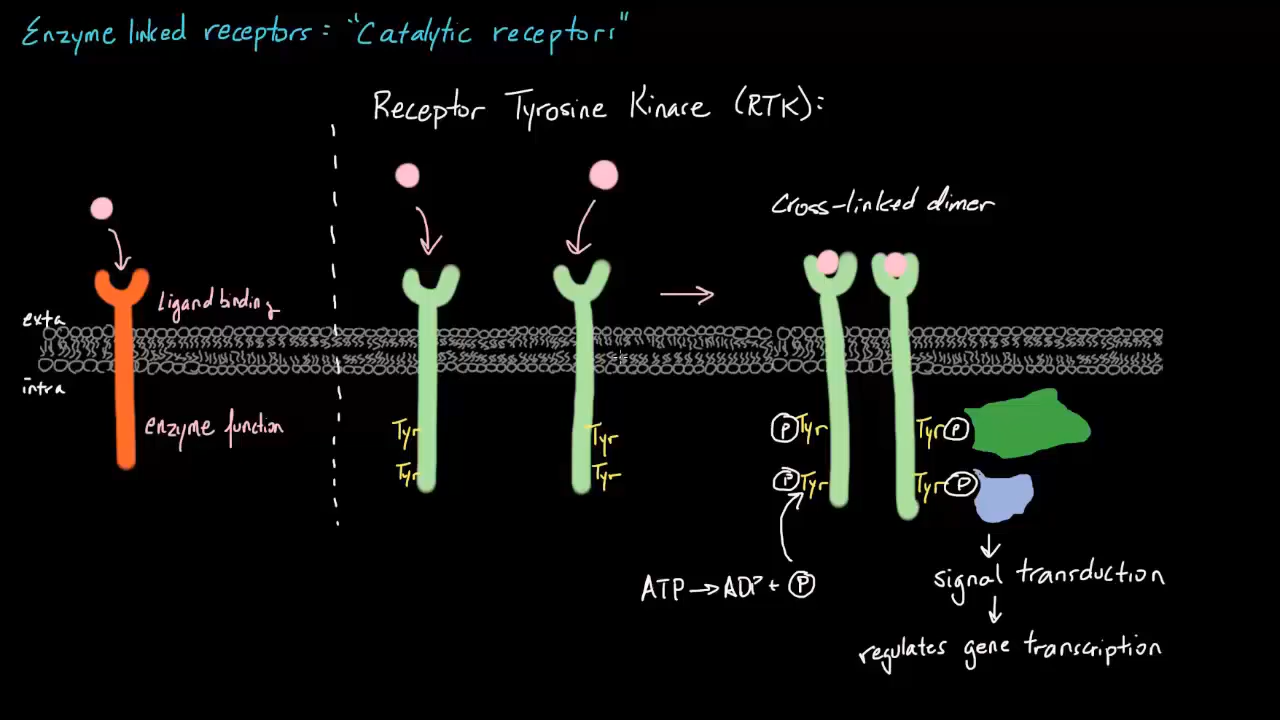 Enzyme linked receptors = "Catalytic receptors"
Receptor Tyrosine Kinase (RTK):
cross-linked dimer
Ligand binding
exta
intra
enzyme function
Tyr
Tyr
Tyr
Tyr
P Tyr
Tyr P
P Tyr
Tyr P
ATP → ADP + P
signal transduction
regulates gene transcription